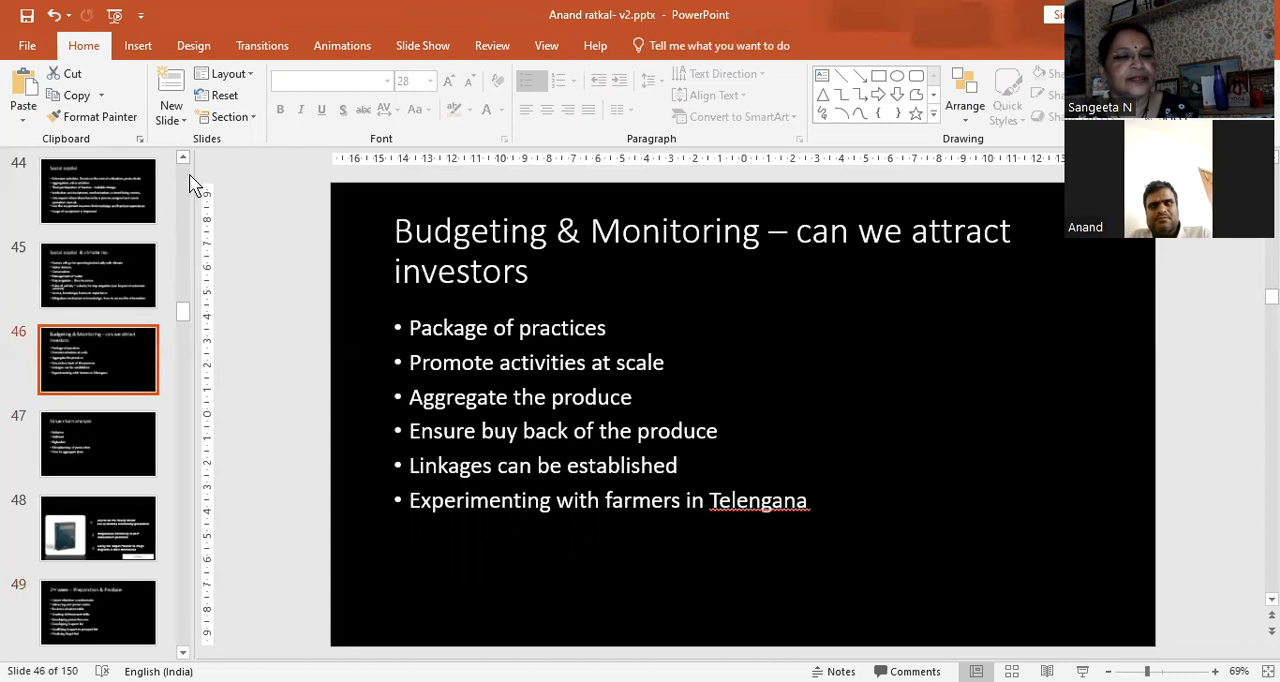 Anand ratkal- v2.pptx - PowerPoint
File Home Insert Design Transitions Animations Slide Show Review View Help Tell me what you want to do
Cut
Copy
Format Painter
Paste
Clipboard
New
Slide
Layout
Reset
Section
Slides
28
B I U S abc AV Aa A
Font
Text Direction
Align Text
Convert to SmartArt
Paragraph
Arrange
Quick
Styles
Drawing
Sangeeta N
Anand
44
45
46
47
48
49
Budgeting & Monitoring – can we attract
investors
• Package of practices
• Promote activities at scale
• Aggregate the produce
• Ensure buy back of the produce
• Linkages can be established
• Experimenting with farmers in Telengana
Slide 46 of 150
English (India)
Notes
Comments
69%